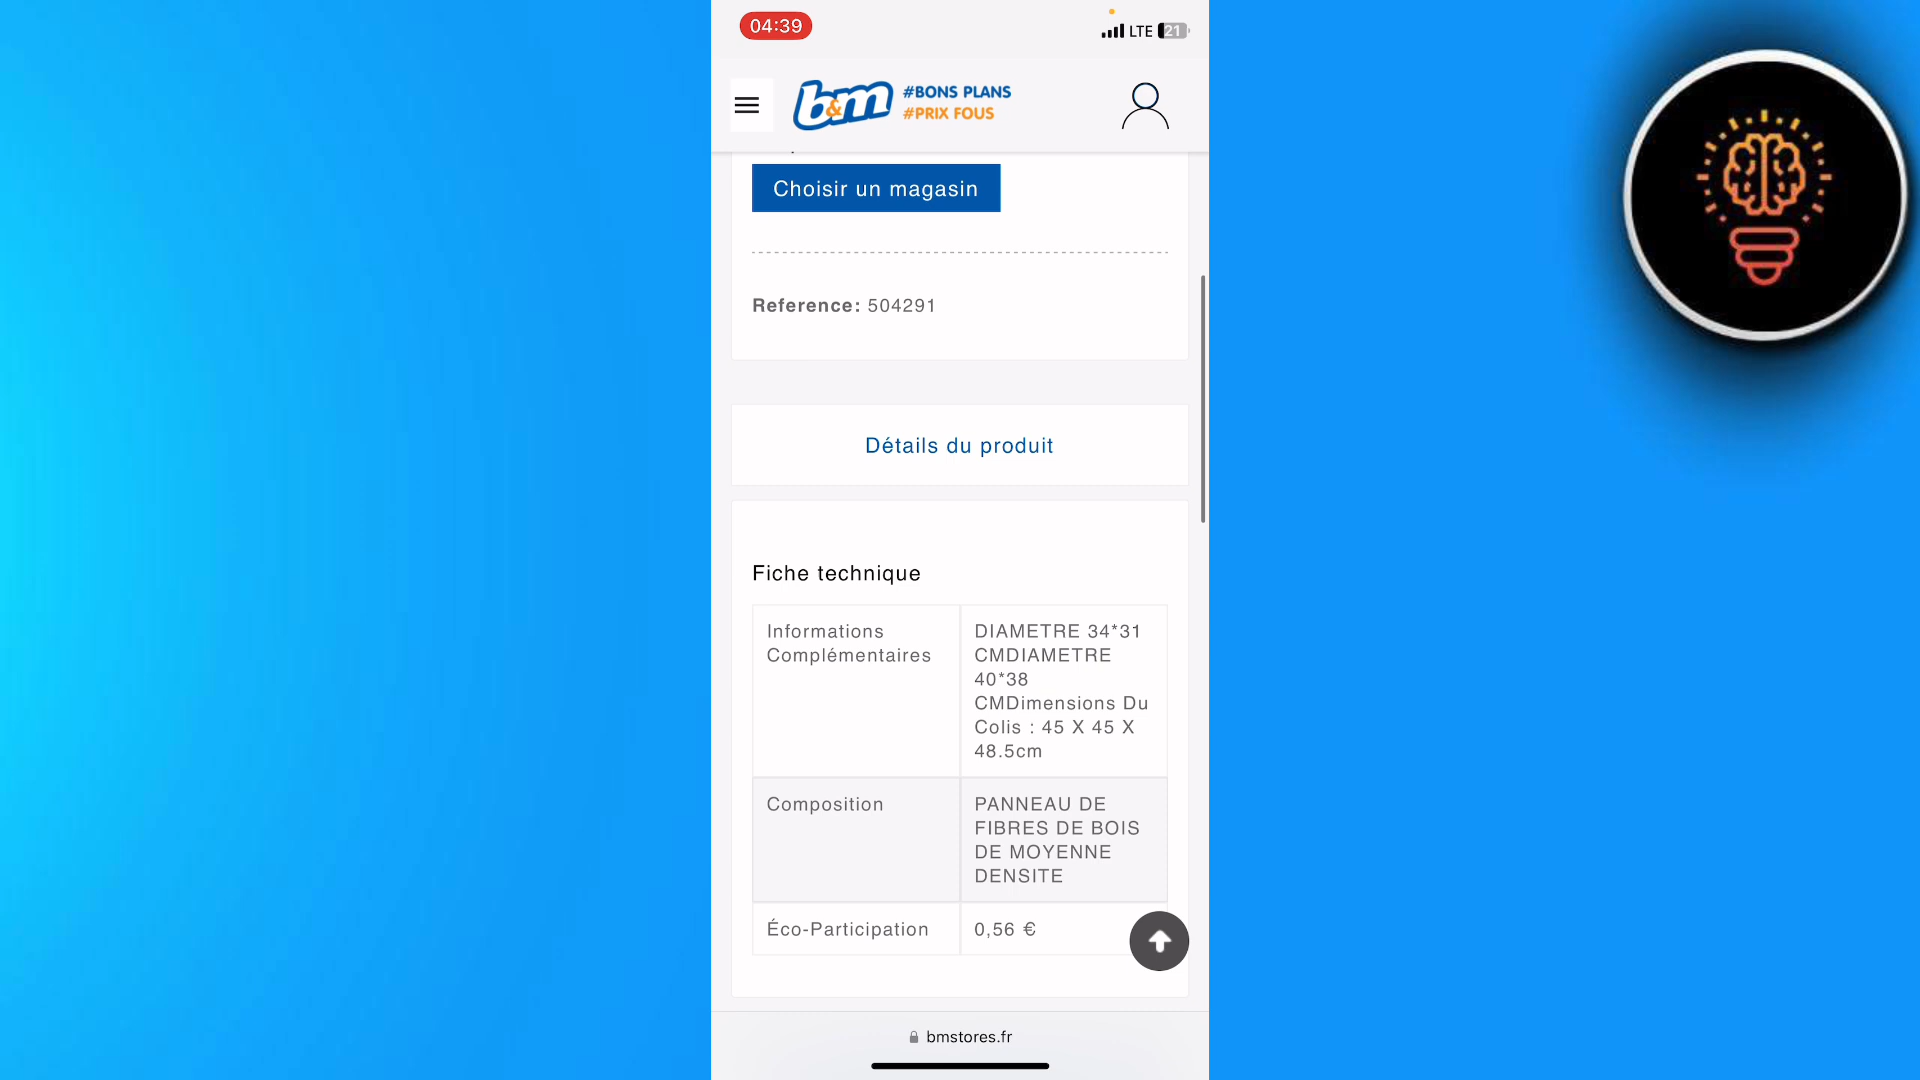 04:39
LTE 21
b&m #BONS PLANS
#PRIX FOUS
Choisir un magasin
Reference: 504291
Détails du produit
Fiche technique
Informations
Complémentaires
DIAMETRE 34*31
CMDIAMETRE
40*38
CMDimensions Du
Colis : 45 X 45 X
48.5cm
Composition
PANNEAU DE
FIBRES DE BOIS
DE MOYENNE
DENSITE
Éco-Participation
0,56 €
bmstores.fr